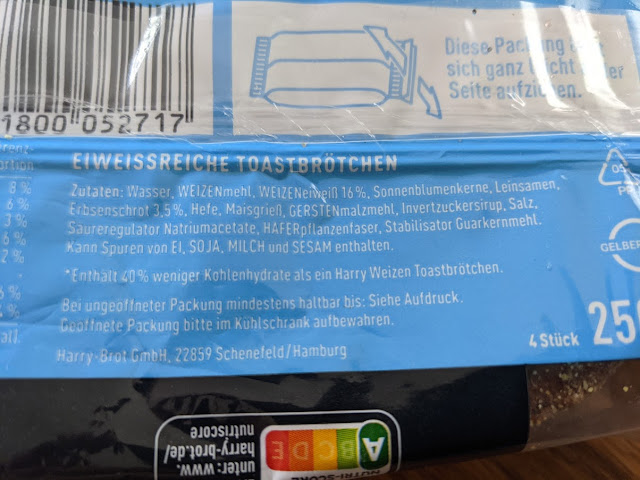 Diese Packung
sich ganz leicht
Seite aufziehen.
1800 052717
EIWEISSREICHE TOASTBRÖTCHEN
8 %
6 %
3 %
6 %
2 %
Zutaten: Wasser, WEIZENmehl, WEIZENeiweiß 16 %, Sonnenblumenkerne, Leinsamen,
Erbsenschrot 3,5%, Hefe, Maisgrieß, GERSTENmalzmehl, Invertzuckersirup, Salz,
Säureregulator Natriumacetate, HAFERpflanzenfaser, Stabilisator Guarkernmehl.
Kann Spuren von EI, SOJA, MILCH und SESAM enthalten.
*Enthält 40% weniger Kohlenhydrate als ein Harry Weizen Toastbrötchen.
Bei ungeöffneter Packung mindestens haltbar bis: Siehe Aufdruck.
Geöffnete Packung bitte im Kühlschrank aufbewahren.
Harry-Brot GmbH, 22859 Schenefeld/Hamburg
4 Stück
GELBER
unter: www.
harry-brot.de/
nutriscore
ABCDE
NUTRI-SCORE